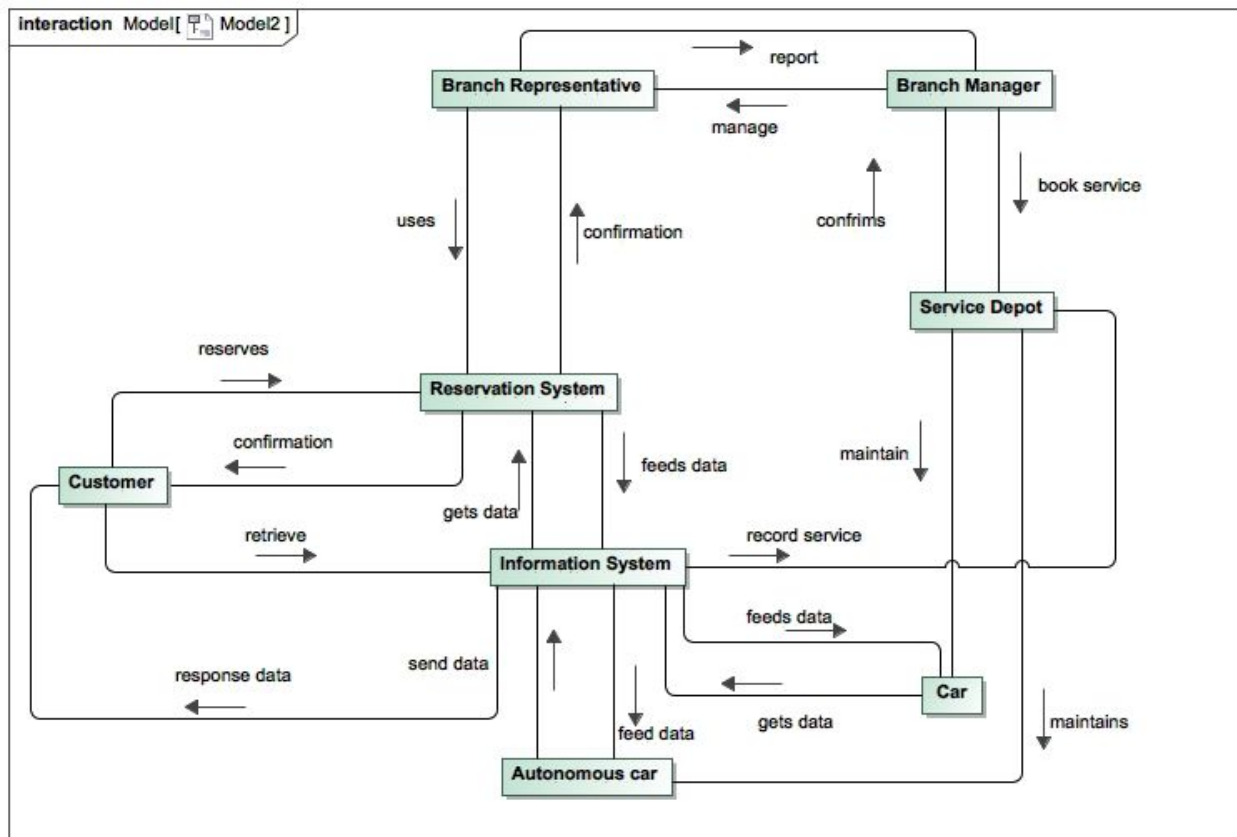 interaction Model[ Model2 ]
report
Branch Representative
Branch Manager
manage
book service
uses
confirmation
confrims
Service Depot
reserves
Reservation System
confirmation
feeds data
maintain
Customer
gets data
retrieve
record service
Information System
feeds data
send data
response data
Car
gets data
maintains
feed data
Autonomous car